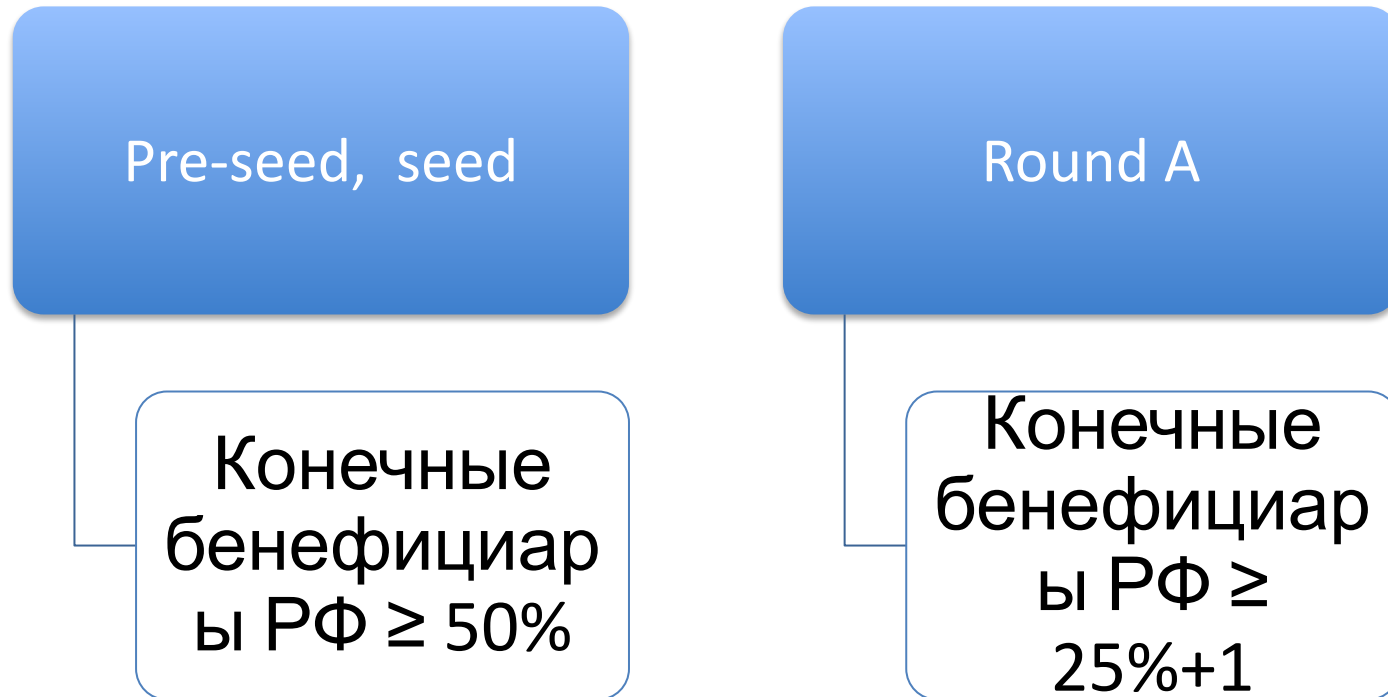 Pre-seed, seed
Конечные
бенефициар
ы РФ ≥ 50%
Round A
Конечные
бенефициар
ы РФ ≥
25%+1